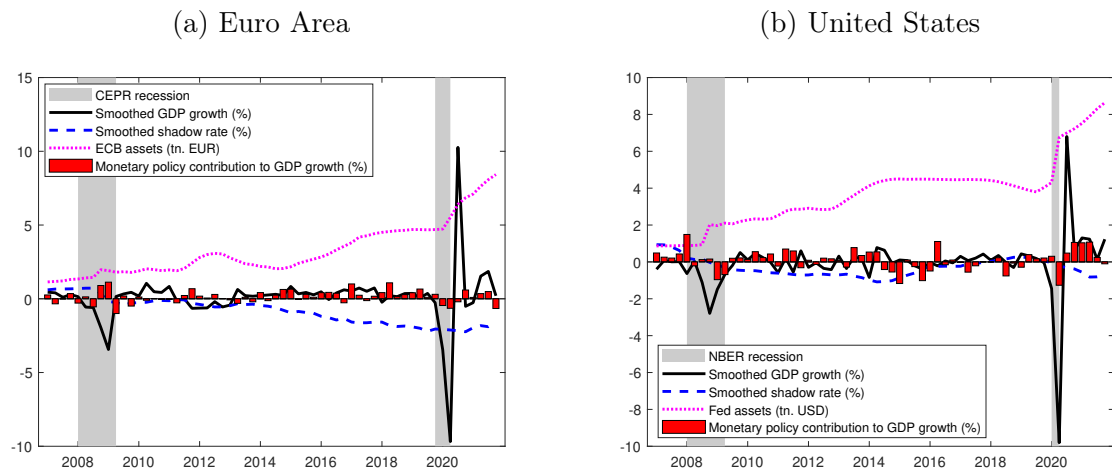 (a) Euro Area
15
10
5
0
-5
-10
2008 2010 2012 2014 2016 2018 2020
CEPR recession
Smoothed GDP growth (%)
Smoothed shadow rate (%)
ECB assets (tn. EUR)
Monetary policy contribution to GDP growth (%)
(b) United States
10
8
6
4
2
0
-2
-4
-6
-8
-10
2008 2010 2012 2014 2016 2018 2020
NBER recession
Smoothed GDP growth (%)
Smoothed shadow rate (%)
Fed assets (tn. USD)
Monetary policy contribution to GDP growth (%)